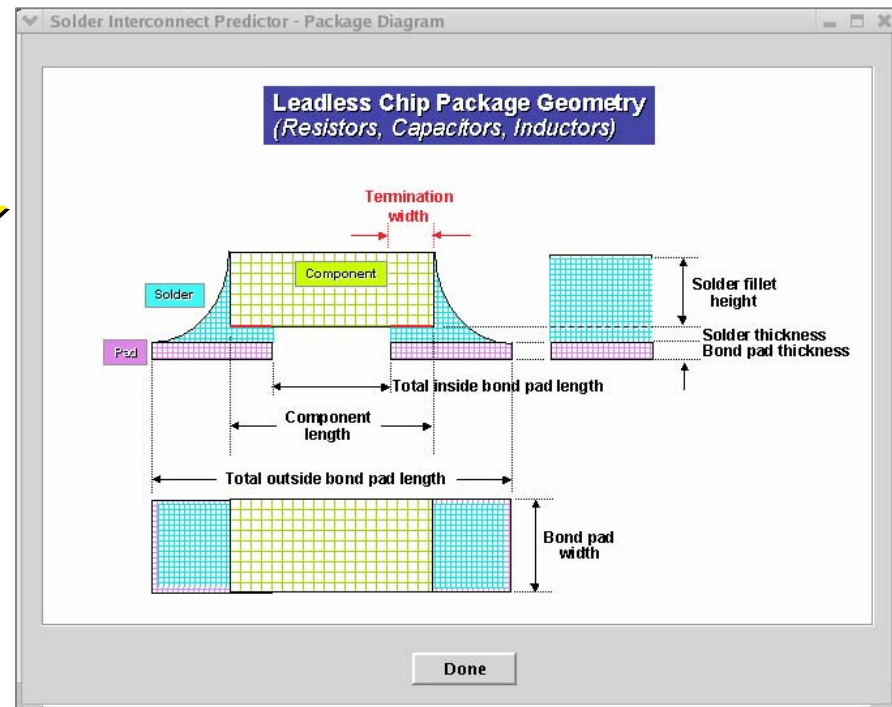 Solder Interconnect Predictor - Package Diagram
Leadless Chip Package Geometry
(Resistors, Capacitors, Inductors)
Termination
width
Component
Solder
Pad
Solder fillet
height
Solder thickness
Bond pad thickness
Total inside bond pad length
Component
length
Total outside bond pad length
Bond pad
width
Done